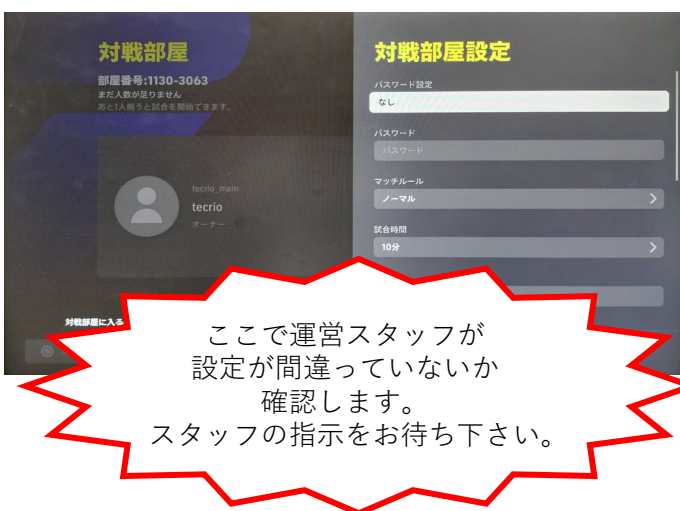 対戦部屋
部屋番号:1130-3063
まだ人数が足りません
あと1人揃うと試合を開始できます。
tecrio_main
tecrio
オーナー
対戦部屋に入る
対戦部屋設定
パスワード設定
なし
パスワード
パスワード
マッチルール
ノーマル
試合時間
10分
ここで運営スタッフが
設定が間違っていないか
確認します。
スタッフの指示をお待ち下さい。